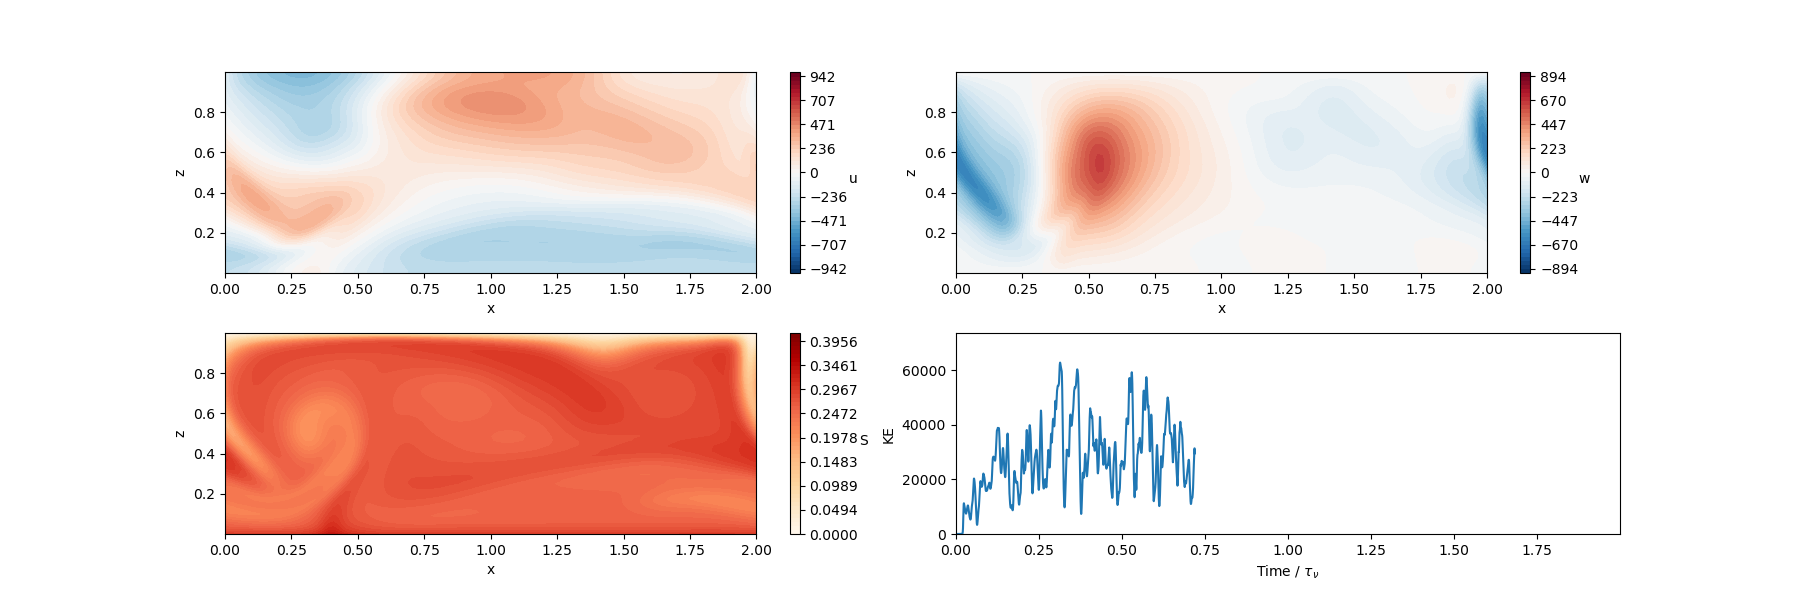 0.8
0.6
0.4
0.2
z
0.00 0.25 0.50 0.75 1.00 1.25 1.50 1.75 2.00
x
942
707
471
236
0
−236
−471
−707
−942
u
0.8
0.6
0.4
0.2
z
0.00 0.25 0.50 0.75 1.00 1.25 1.50 1.75 2.00
x
894
670
447
223
0
−223
−447
−670
−894
w
0.8
0.6
0.4
0.2
z
0.00 0.25 0.50 0.75 1.00 1.25 1.50 1.75 2.00
x
0.3956
0.3461
0.2967
0.2472
0.1978
0.1483
0.0989
0.0494
0.0000
S
60000
40000
20000
0
KE
0.00 0.25 0.50 0.75 1.00 1.25 1.50 1.75
Time / τν